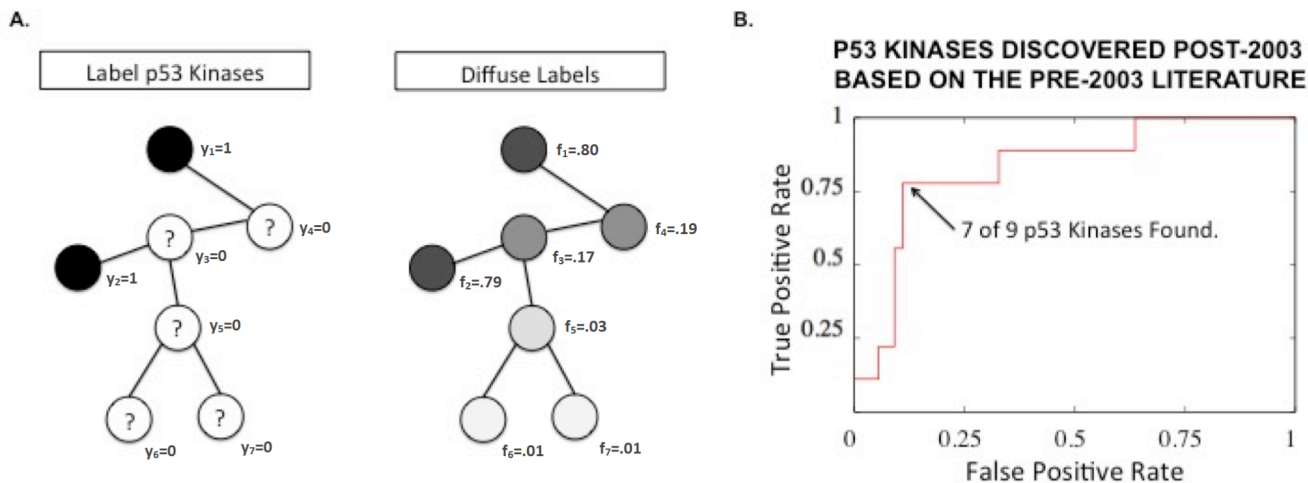 A.
Label p53 Kinases
y₁=1
y₄=0
?
?
y₃=0
y₂=1
?
y₅=0
?
?
y₆=0
y₇=0
Diffuse Labels
f₁=.80
f₄=.19
f₃=.17
f₂=.79
f₅=.03
f₆=.01
f₇=.01
B.
P53 KINASES DISCOVERED POST-2003
BASED ON THE PRE-2003 LITERATURE
True Positive Rate
1
0.75
0.5
0.25
7 of 9 p53 Kinases Found.
0
0.25
0.5
0.75
1
False Positive Rate